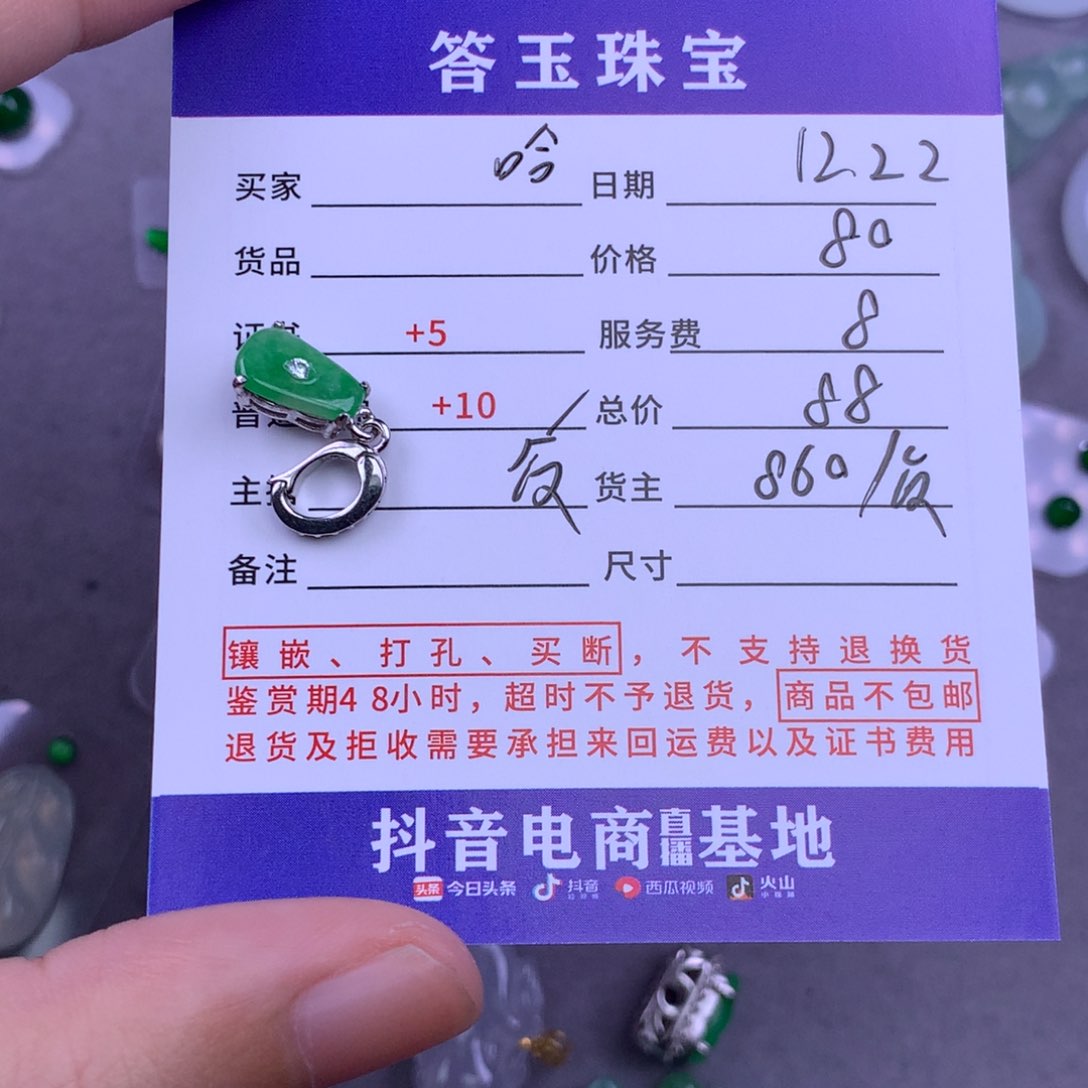 答玉珠宝
买家 哈 日期 12.22
货品 价格 80
+5 服务费 8
+10 总价 88
主 货主 860/
备注 尺寸
镶嵌、打孔、买断，不支持退换货
鉴赏期48小时，超时不予退货，商品不包邮
退货及拒收需要承担来回运费以及证书费用
抖音电商直播基地
头条 今日头条 抖音 西瓜视频 火山